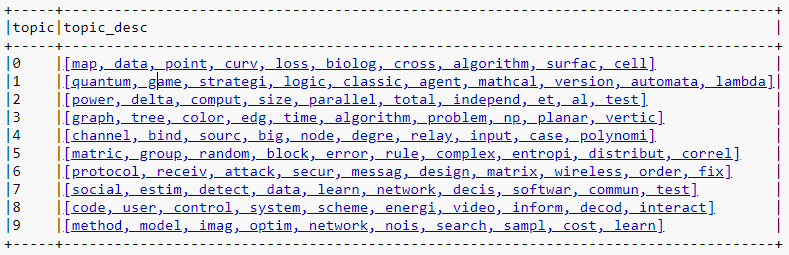 +-----+---------------------------------------------------------------------------------------+
|topic|topic_desc                                                                             |
+-----+---------------------------------------------------------------------------------------+
|0    |[map, data, point, curv, loss, biolog, cross, algorithm, surfac, cell]                 |
|1    |[quantum, game, strategi, logic, classic, agent, mathcal, version, automata, lambda]|
|2    |[power, delta, comput, size, parallel, total, independ, et, al, test]                  |
|3    |[graph, tree, color, edg, time, algorithm, problem, np, planar, vertic]                |
|4    |[channel, bind, sourc, big, node, degre, relay, input, case, polynomi]                 |
|5    |[matric, group, random, block, error, rule, complex, entropi, distribut, correl]       |
|6    |[protocol, receiv, attack, secur, messag, design, matrix, wireless, order, fix]        |
|7    |[social, estim, detect, data, learn, network, decis, softwar, commun, test]            |
|8    |[code, user, control, system, scheme, energi, video, inform, decod, interact]          |
|9    |[method, model, imag, optim, network, nois, search, sampl, cost, learn]                |
+-----+---------------------------------------------------------------------------------------+